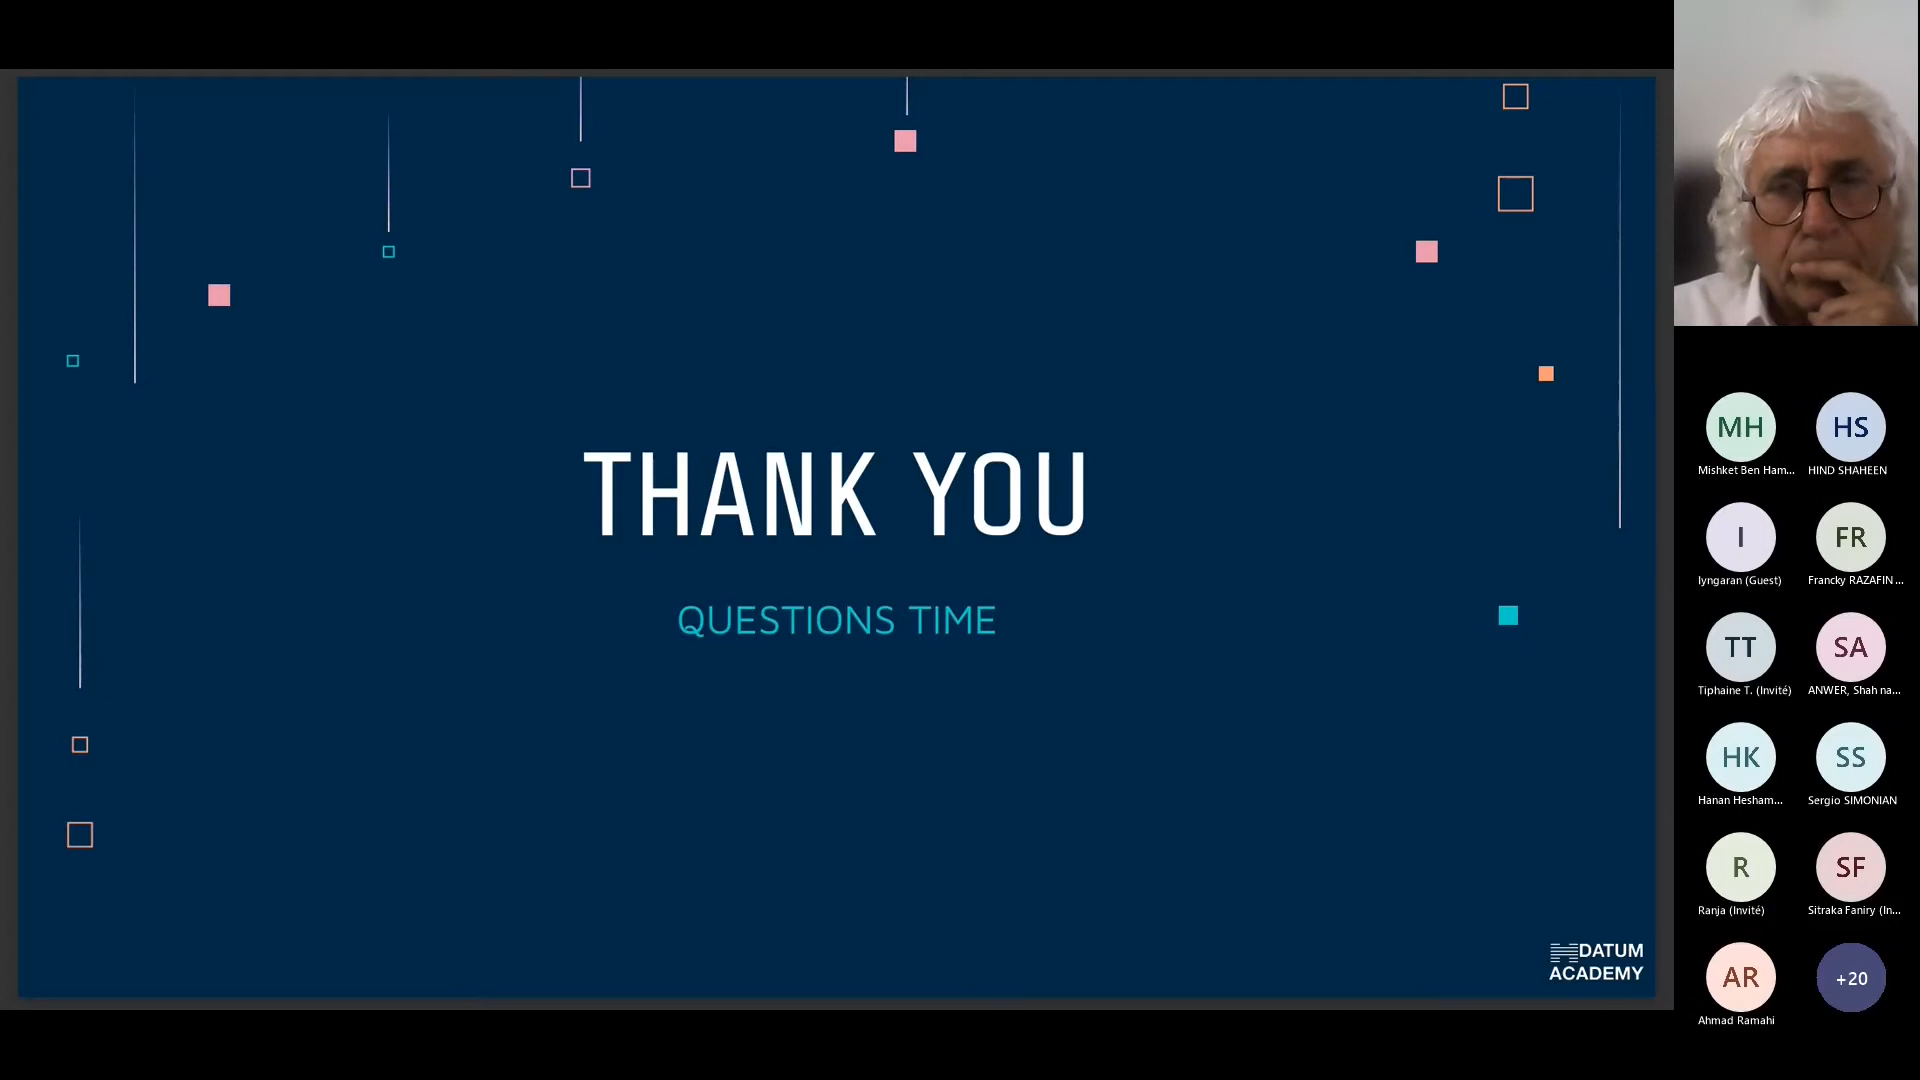 THANK YOU
QUESTIONS TIME
DATUM
ACADEMY
MH
HS
Mishket Ben Ham...
HIND SHAHEEN
I
FR
Iyngaran (Guest)
Francky RAZAFIN...
TT
SA
Tiphaine T. (Invité)
ANWER, Shah na...
HK
SS
Hanan Hesham...
Sergio SIMONIAN
R
SF
Ranja (Invité)
Sitraka Faniry (In...
AR
+20
Ahmad Ramahi